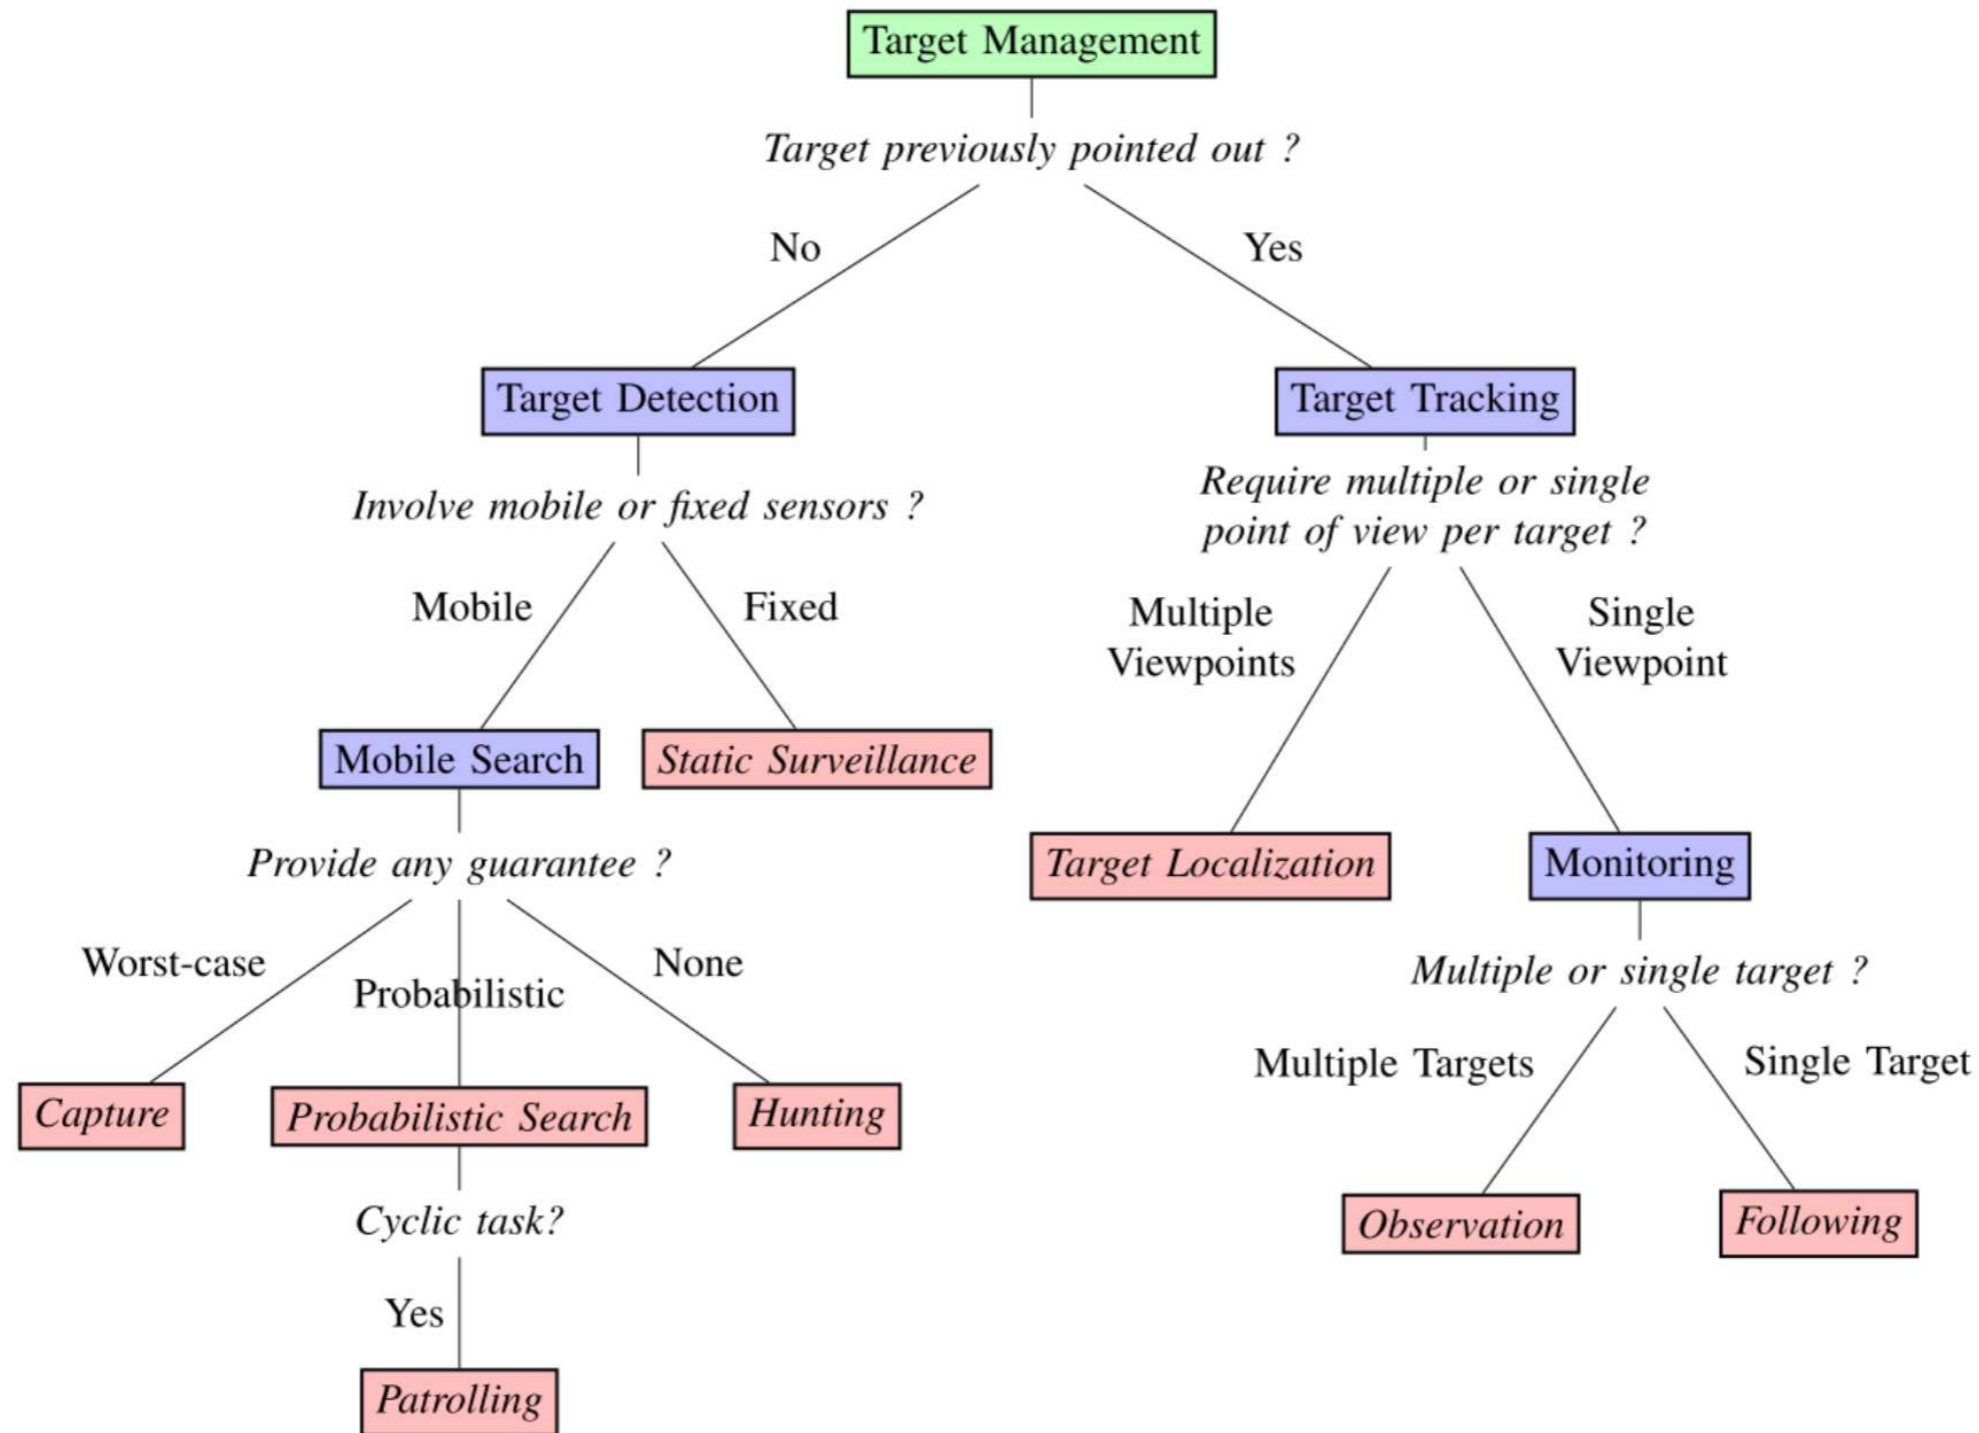 Target Management
Target previously pointed out ?
No
Yes
Target Detection
Target Tracking
Involve mobile or fixed sensors ?
Require multiple or single
point of view per target ?
Mobile
Fixed
Multiple
Viewpoints
Single
Viewpoint
Mobile Search
Static Surveillance
Provide any guarantee ?
Target Localization
Monitoring
Worst-case
Probabilistic
None
Multiple or single target ?
Multiple Targets
Single Target
Capture
Probabilistic Search
Hunting
Cyclic task?
Observation
Following
Yes
Patrolling